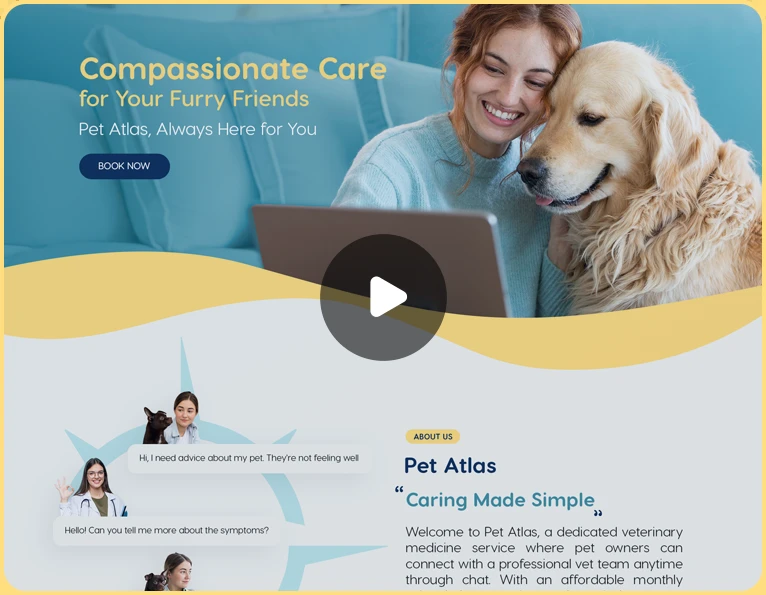 Compassionate Care
for Your Furry Friends
Pet Atlas, Always Here for You
BOOK NOW
Hi, I need advice about my pet. They're not feeling well
Hello! Can you tell me more about the symptoms?
ABOUT US
Pet Atlas
“Caring Made Simple„
Welcome to Pet Atlas, a dedicated veterinary
medicine service where pet owners can
connect with a professional vet team anytime
through chat. With an affordable monthly